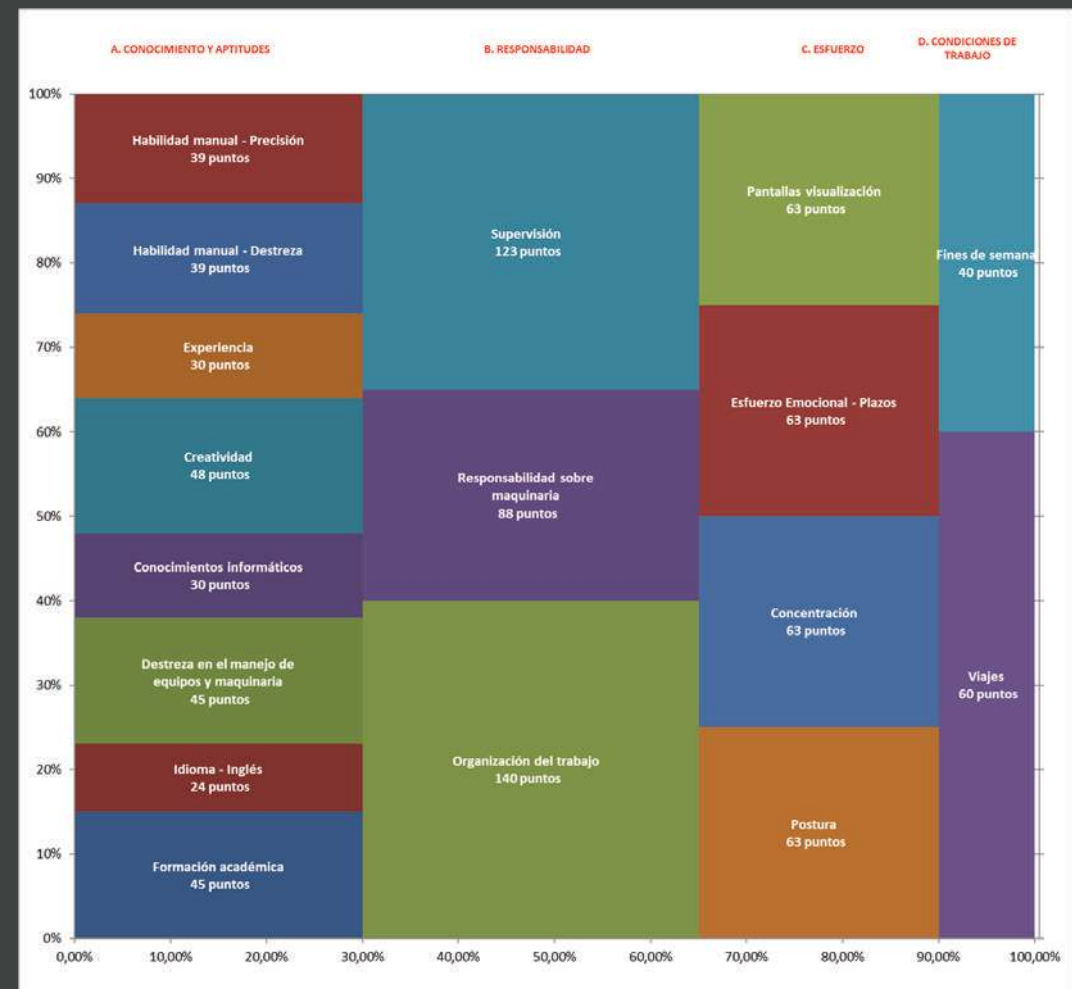 A. CONOCIMIENTO Y APTITUDES
B. RESPONSABILIDAD
C. ESFUERZO
D. CONDICIONES DE
TRABAJO
100%
90%
80%
70%
60%
50%
40%
30%
20%
10%
0%
Habilidad manual - Precisión
39 puntos
Habilidad manual - Destreza
39 puntos
Experiencia
30 puntos
Creatividad
48 puntos
Conocimientos informáticos
30 puntos
Destreza en el manejo de
equipos y maquinaria
45 puntos
Idioma - Inglés
24 puntos
Formación académica
45 puntos
Supervisión
123 puntos
Responsabilidad sobre
maquinaria
88 puntos
Organización del trabajo
140 puntos
Pantallas visualización
63 puntos
Esfuerzo Emocional - Plazos
63 puntos
Concentración
63 puntos
Postura
63 puntos
Fines de semana
40 puntos
Viajes
60 puntos
0,00%
10,00%
20,00%
30,00%
40,00%
50,00%
60,00%
70,00%
80,00%
90,00%
100,00%